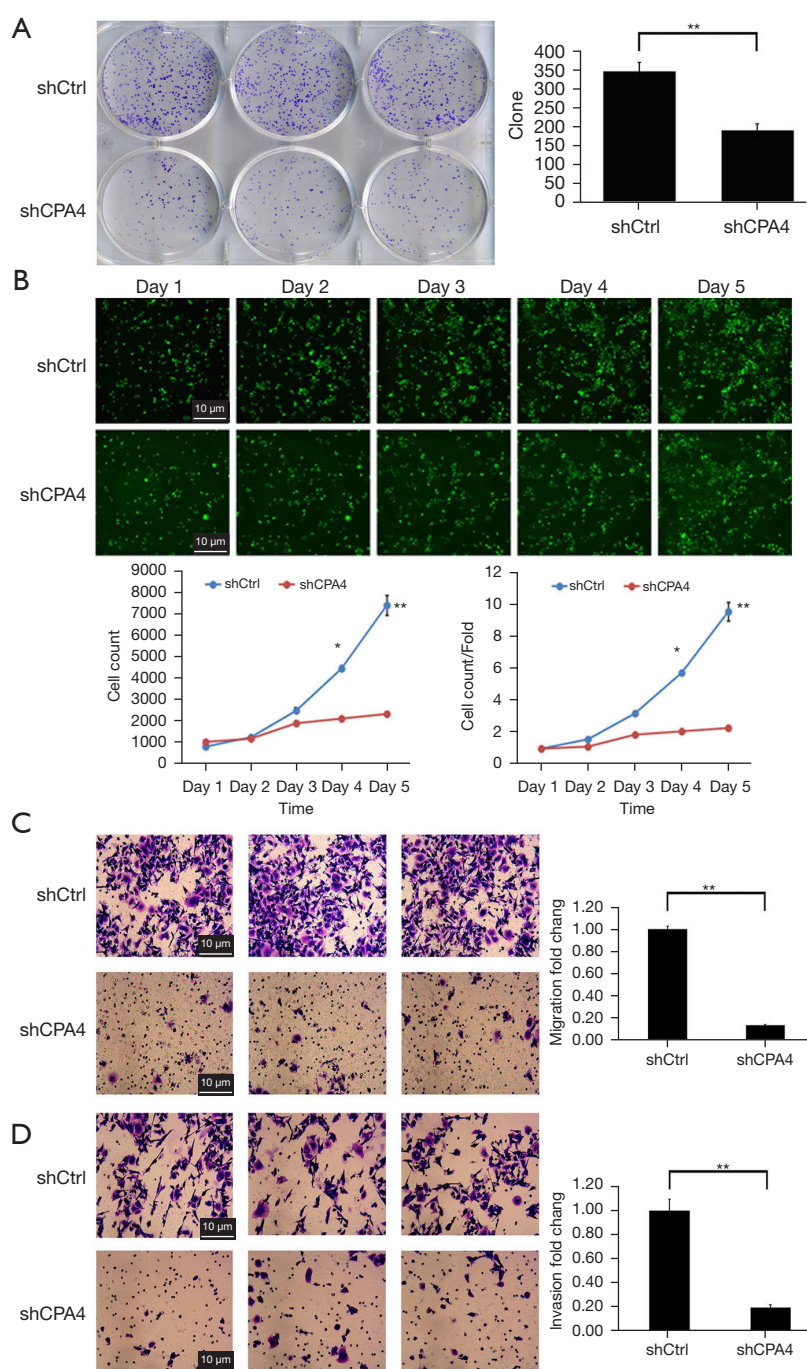 A
shCtrl
shCPA4
**
Clone
400
350
300
250
200
150
100
50
0
shCtrl
shCPA4
B
Day 1
Day 2
Day 3
Day 4
Day 5
shCtrl
10 μm
shCPA4
10 μm
Cell count
9000
8000
7000
6000
5000
4000
3000
2000
1000
0
shCtrl
shCPA4
*
**
Day 1
Day 2
Day 3
Day 4
Day 5
Time
Cell count/Fold
12
10
8
6
4
2
0
shCtrl
shCPA4
*
**
Day 1
Day 2
Day 3
Day 4
Day 5
Time
C
shCtrl
10 μm
shCPA4
10 μm
Migration fold chang
**
1.20
1.00
0.80
0.60
0.40
0.20
0.00
shCtrl
shCPA4
D
shCtrl
10 μm
shCPA4
10 μm
Invasion fold chang
**
1.20
1.00
0.80
0.60
0.40
0.20
0.00
shCtrl
shCPA4